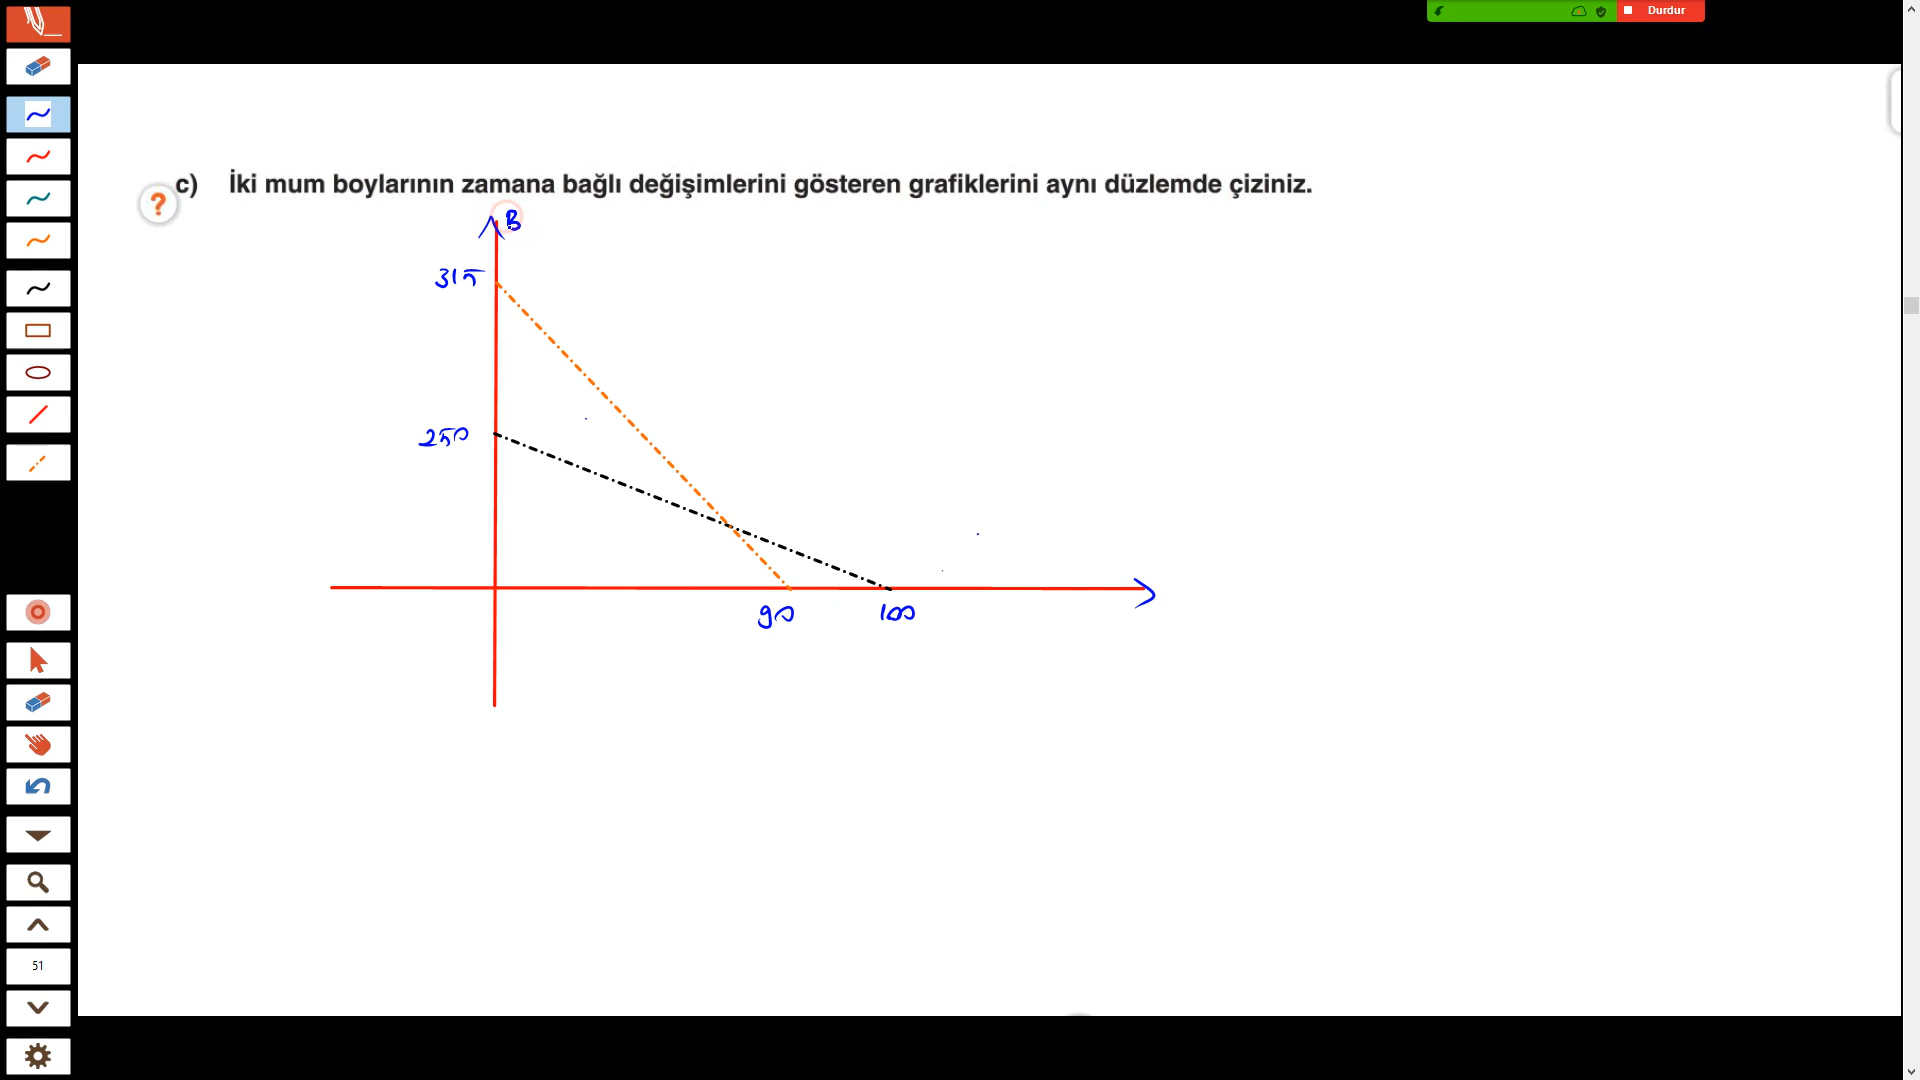 Durdur
c) İki mum boylarının zamana bağlı değişimlerini gösteren grafiklerini aynı düzlemde çiziniz.
?
B
315
250
90 100
51